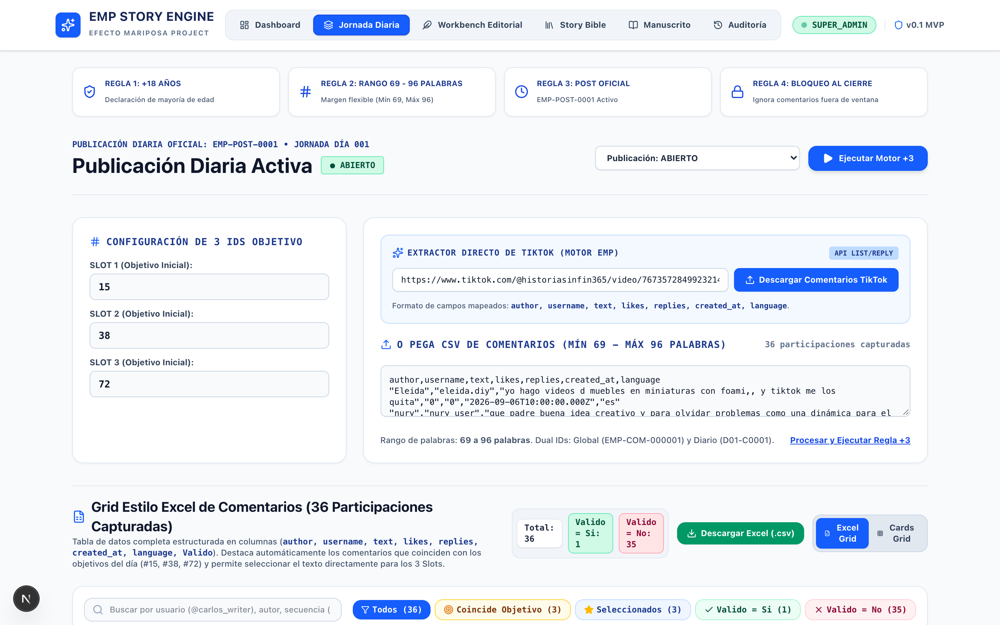 EMP STORY ENGINE
EFECTO MARIPOSA PROJECT
Dashboard
Jornada Diaria
Workbench Editorial
Story Bible
Manuscrito
Auditoría
SUPER_ADMIN
v0.1 MVP
REGLA 1: +18 AÑOS
Declaración de mayoría de edad
REGLA 2: RANGO 69 - 96 PALABRAS
Margen flexible (Mín 69, Máx 96)
REGLA 3: POST OFICIAL
EMP-POST-0001 Activo
REGLA 4: BLOQUEO AL CIERRE
Ignora comentarios fuera de ventana
PUBLICACIÓN DIARIA OFICIAL: EMP-POST-0001 • JORNADA DÍA 001
Publicación Diaria Activa
● ABIERTO
Publicación: ABIERTO
Ejecutar Motor +3
CONFIGURACIÓN DE 3 IDS OBJETIVO
SLOT 1 (Objetivo Inicial):
15
SLOT 2 (Objetivo Inicial):
38
SLOT 3 (Objetivo Inicial):
72
EXTRACTOR DIRECTO DE TIKTOK (MOTOR EMP)
API LIST/REPLY
https://www.tiktok.com/@historiasinfin365/video/767357284992321
Descargar Comentarios TikTok
Formato de campos mapeados: author, username, text, likes, replies, created_at, language.
O PEGA CSV DE COMENTARIOS (MÍN 69 – MÁX 96 PALABRAS)
36 participaciones capturadas
author,username,text,likes,replies,created_at,language
"Eleida","eleida.diy","yo hago videos d muebles en miniaturas con foami,, y tiktok me los
quita","0","0","2026-09-06T10:00:00.000Z","es"
"nury","nury_user","que padre buena idea creativo y para olvidar problemas como una dinámica para el
Rango de palabras: 69 a 96 palabras. Dual IDs: Global (EMP-COM-000001) y Diario (D01-C0001).
Procesar y Ejecutar Regla +3
Grid Estilo Excel de Comentarios (36 Participaciones
Capturadas)
Tabla de datos completa estructurada en columnas (author, username, text, likes, replies,
created_at, language, Valido). Destaca automáticamente los comentarios que coinciden con los
objetivos del día (#15, #38, #72) y permite seleccionar el texto directamente para los 3 Slots.
Total:
36
Valido
= Si:
1
Valido
= No:
35
Descargar Excel (.csv)
Excel
Grid
Cards
Grid
N
Buscar por usuario (@carlos_writer), autor, secuencia (
Todos (36)
Coincide Objetivo (3)
Seleccionados (3)
Valido = Si (1)
Valido = No (35)